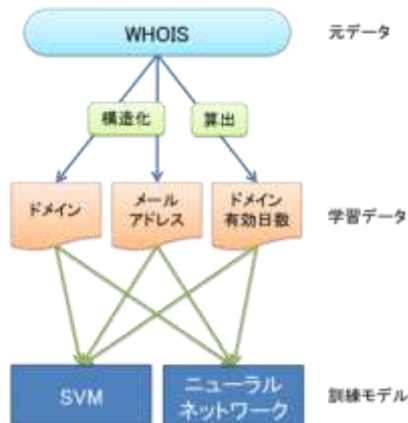 WHOIS
元データ
構造化
算出
ドメイン
メール
アドレス
ドメイン
有効日数
学習データ
SVM
ニューラル
ネットワーク
訓練モデル